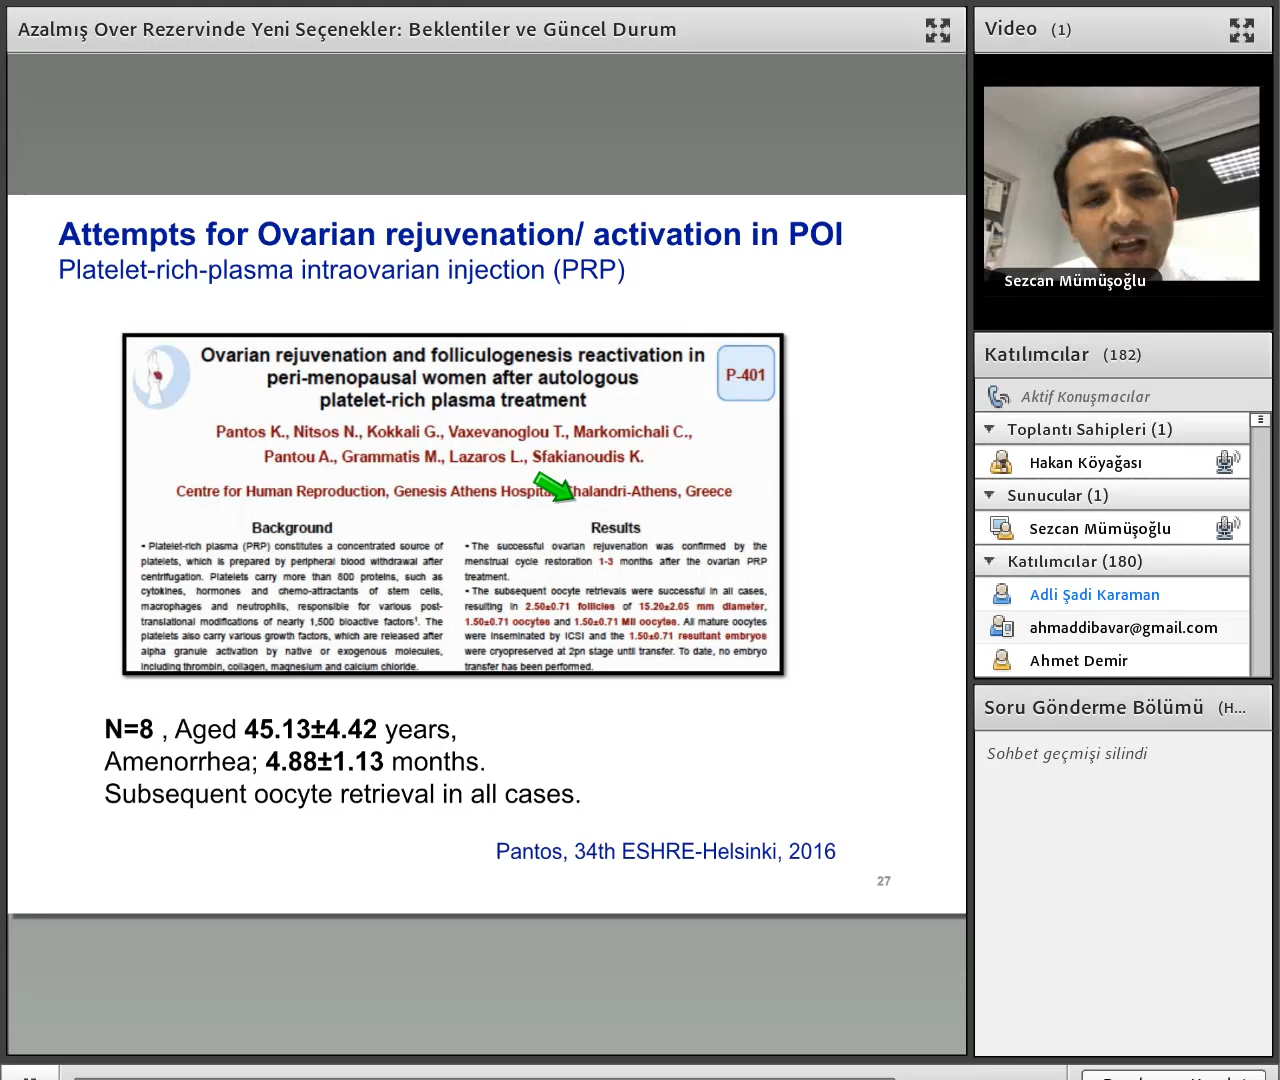 Azalmış Over Rezervinde Yeni Seçenekler: Beklentiler ve Güncel Durum
Attempts for Ovarian rejuvenation/ activation in POI
Platelet-rich-plasma intraovarian injection (PRP)
Ovarian rejuvenation and folliculogenesis reactivation in
peri-menopausal women after autologous
platelet-rich plasma treatment
P-401
Pantos K., Nitsos N., Kokkali G., Vaxevanoglou T., Markomichali C.,
Pantou A., Grammatis M., Lazaros L., Sfakianoudis K.
Centre for Human Reproduction, Genesis Athens Hospital, Chalandri-Athens, Greece
Background
• Platelet-rich plasma (PRP) constitutes a concentrated source of
platelets, which is prepared by peripheral blood withdrawal after
centrifugation. Platelets carry more than 800 proteins, such as
cytokines, hormones and chemo-attractants of stem cells,
macrophages and neutrophils, responsible for various post-
translational modifications of nearly 1,500 bioactive factors¹. The
platelets also carry various growth factors, which are released after
alpha granule activation by native or exogenous molecules,
including thrombin, collagen, magnesium and calcium chloride.
Results
• The successful ovarian rejuvenation was confirmed by the
menstrual cycle restoration 1-3 months after the ovarian PRP
treatment.
• The subsequent oocyte retrievals were successful in all cases,
resulting in 2.50±0.71 follicles of 15.20±2.05 mm diameter,
1.50±0.71 oocytes and 1.50±0.71 MII oocytes. All mature oocytes
were inseminated by ICSI and the 1.50±0.71 resultant embryos
were cryopreserved at 2pn stage until transfer. To date, no embryo
transfer has been performed.
N=8 , Aged 45.13±4.42 years,
Amenorrhea; 4.88±1.13 months.
Subsequent oocyte retrieval in all cases.
Pantos, 34th ESHRE-Helsinki, 2016
27
Video (1)
Sezcan Mümüşoğlu
Katılımcılar (182)
Aktif Konuşmacılar
Toplantı Sahipleri (1)
Hakan Köyağası
Sunucular (1)
Sezcan Mümüşoğlu
Katılımcılar (180)
Adli Şadi Karaman
ahmaddibavar@gmail.com
Ahmet Demir
Soru Gönderme Bölümü (H...
Sohbet geçmişi silindi